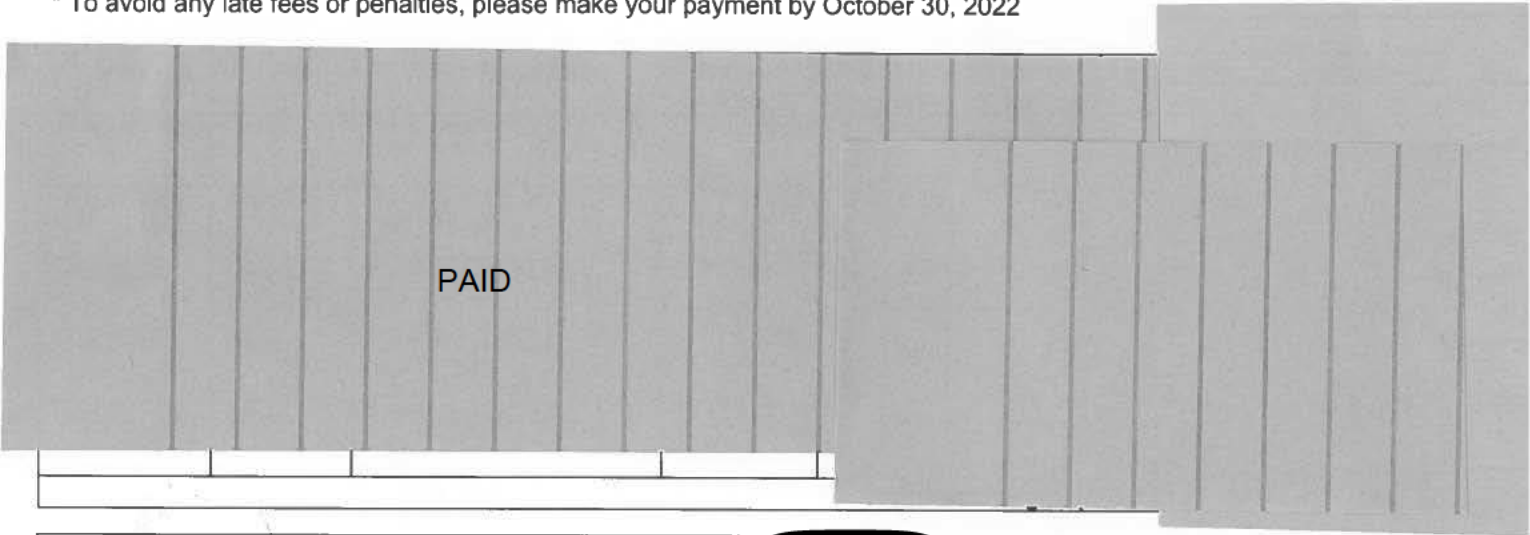 * To avoid any late fees or penalties, please make your payment by October 30, 2022
PAID